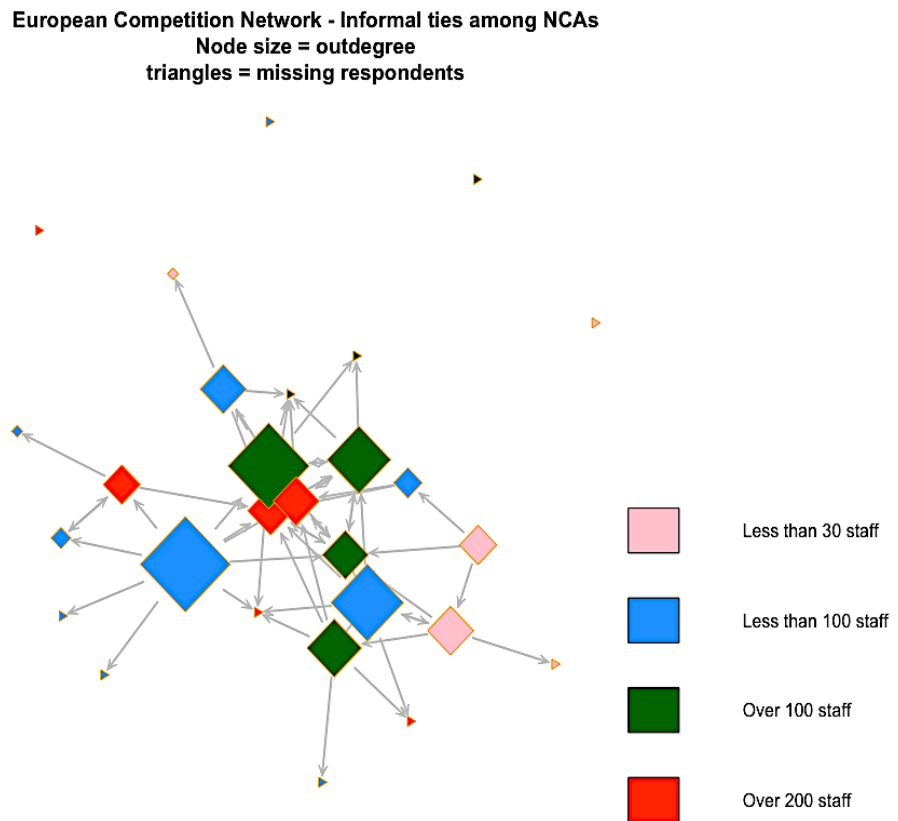 European Competition Network - Informal ties among NCAs
Node size = outdegree
triangles = missing respondents
Less than 30 staff
Less than 100 staff
Over 100 staff
Over 200 staff